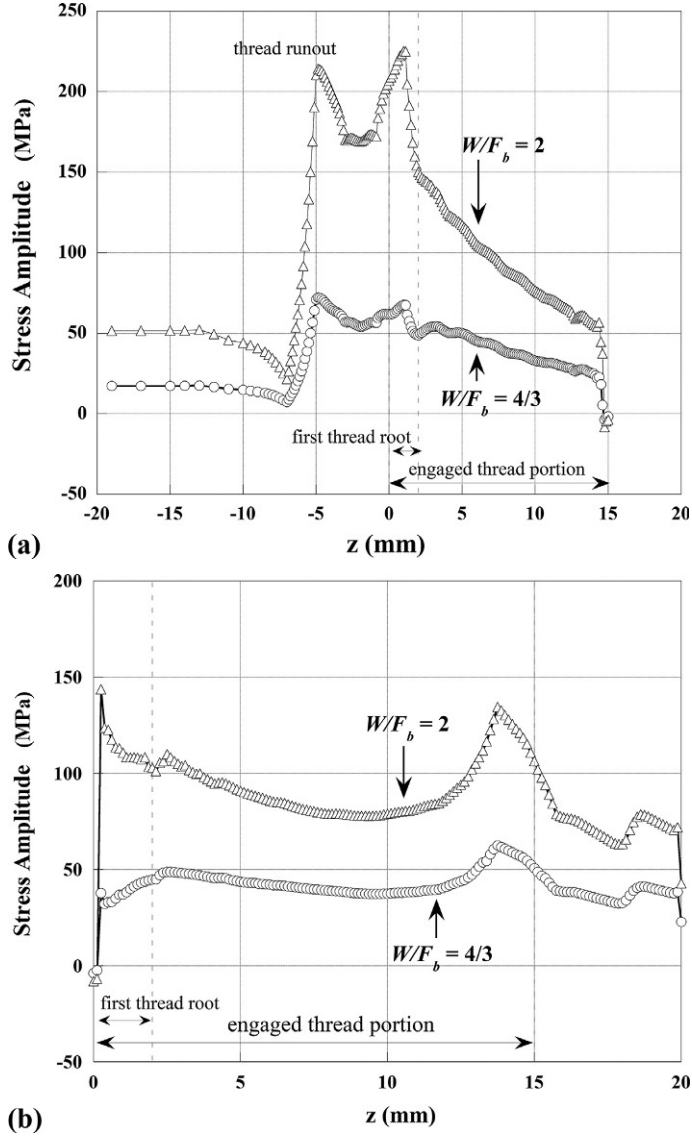 250
200
150
100
50
0
-50
Stress Amplitude (MPa)
thread runout
W/F_b = 2
W/F_b = 4/3
first thread root
engaged thread portion
-20 -15 -10 -5 0 5 10 15 20
(a)
z (mm)
200
150
100
50
0
-50
Stress Amplitude (MPa)
W/F_b = 2
W/F_b = 4/3
first thread root
engaged thread portion
0 5 10 15 20
(b)
z (mm)